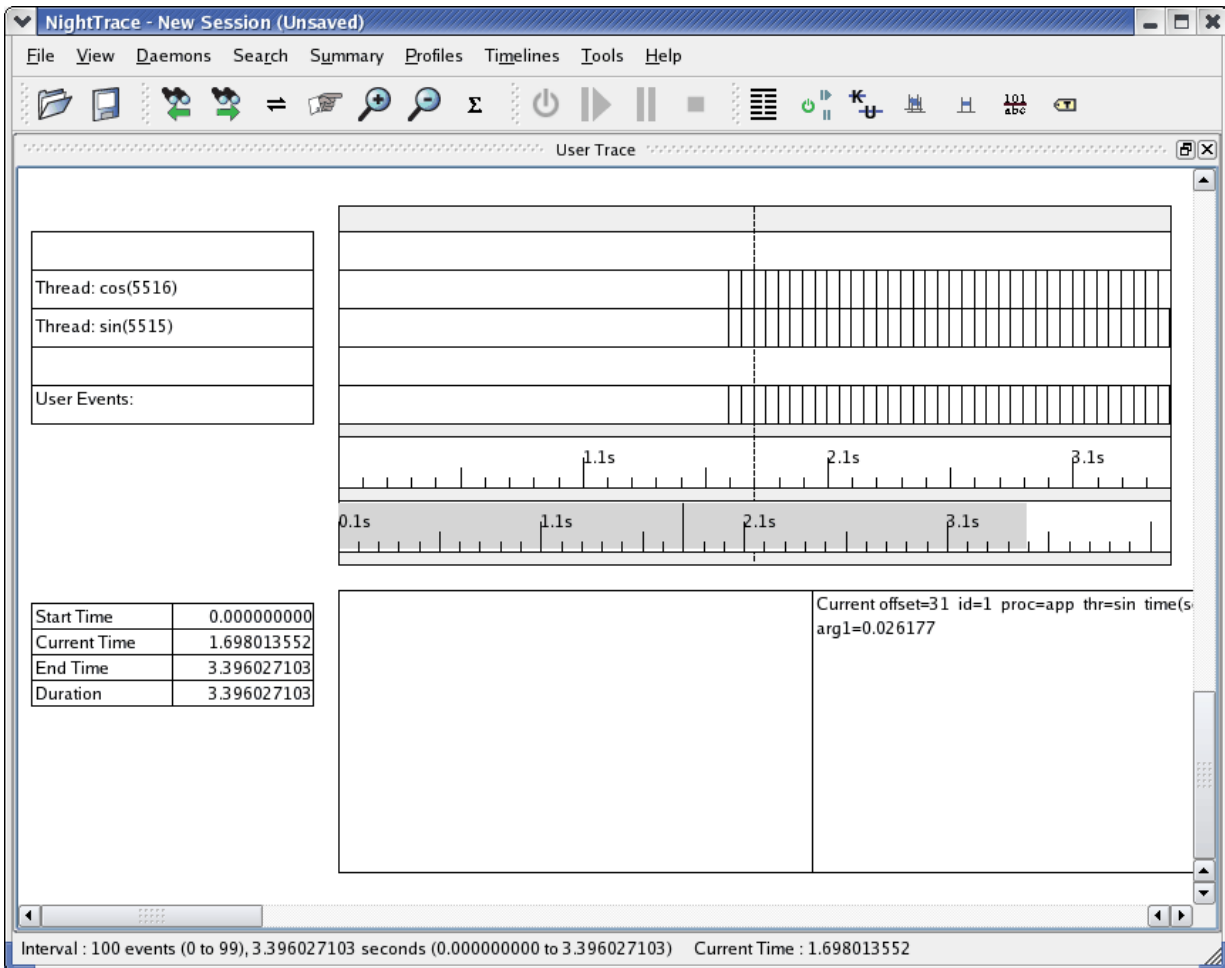 NightTrace - New Session (Unsaved)
File View Daemons Search Summary Profiles Timelines Tools Help
Σ K U 101 abc T
User Trace
Thread: cos(5516)
Thread: sin(5515)
User Events:
1.1s 2.1s 3.1s
0.1s 1.1s 2.1s 3.1s
Start Time 0.000000000
Current Time 1.698013552
End Time 3.396027103
Duration 3.396027103
Current offset=31 id=1 proc=app thr=sin time(s
arg1=0.026177
Interval : 100 events (0 to 99), 3.396027103 seconds (0.000000000 to 3.396027103) Current Time : 1.698013552